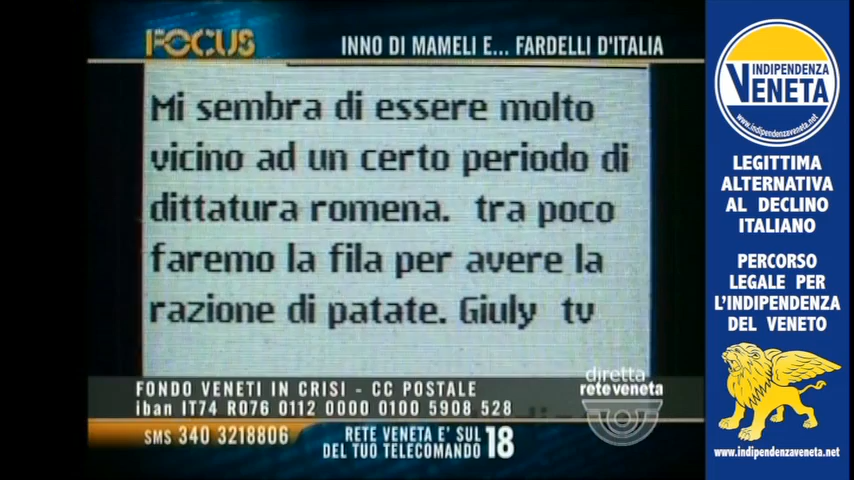 FOCUS
INNO DI MAMELI E... FARDELLI D'ITALIA
Mi sembra di essere molto
vicino ad un certo periodo di
dittatura romena. tra poco
faremo la fila per avere la
razione di patate. Giuly tv
diretta
reteveneta
FONDO VENETI IN CRISI - CC POSTALE
iban IT74 R076 0112 0000 0100 5908 528
SMS 340 3218806
RETE VENETA E' SUL
DEL TUO TELECOMANDO 18
INDIPENDENZA
VENETA
www.indipendenzaveneta.net
LEGITTIMA
ALTERNATIVA
AL DECLINO
ITALIANO
PERCORSO
LEGALE PER
L'INDIPENDENZA
DEL VENETO
www.indipendenzaveneta.net